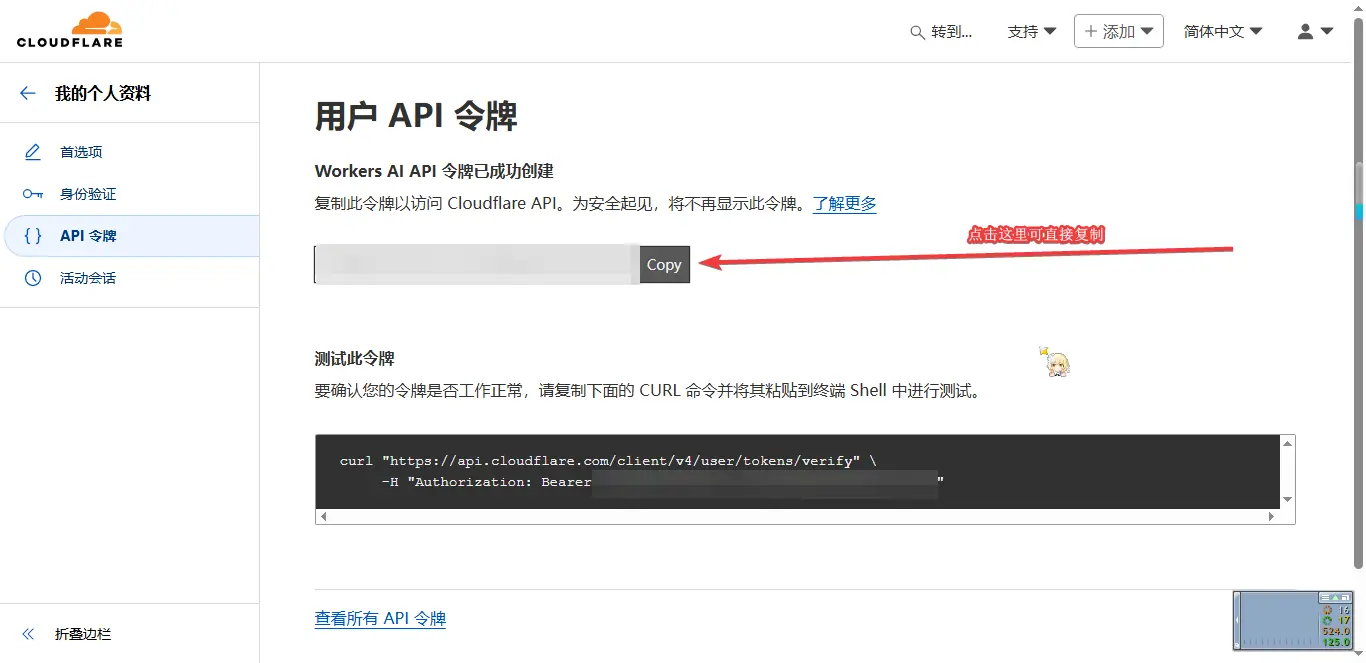 CLOUDFLARE
转到...
支持
添加
简体中文
我的个人资料
首选项
身份验证
API 令牌
活动会话
用户 API 令牌
Workers AI API 令牌已成功创建
复制此令牌以访问 Cloudflare API。为安全起见，将不再显示此令牌。了解更多
点击这里可直接复制
Copy
测试此令牌
要确认您的令牌是否工作正常，请复制下面的 CURL 命令并将其粘贴到终端 Shell 中进行测试。
curl "https://api.cloudflare.com/client/v4/user/tokens/verify" \
-H "Authorization: Bearer "
查看所有 API 令牌
折叠边栏
16
17
524.0
125.0